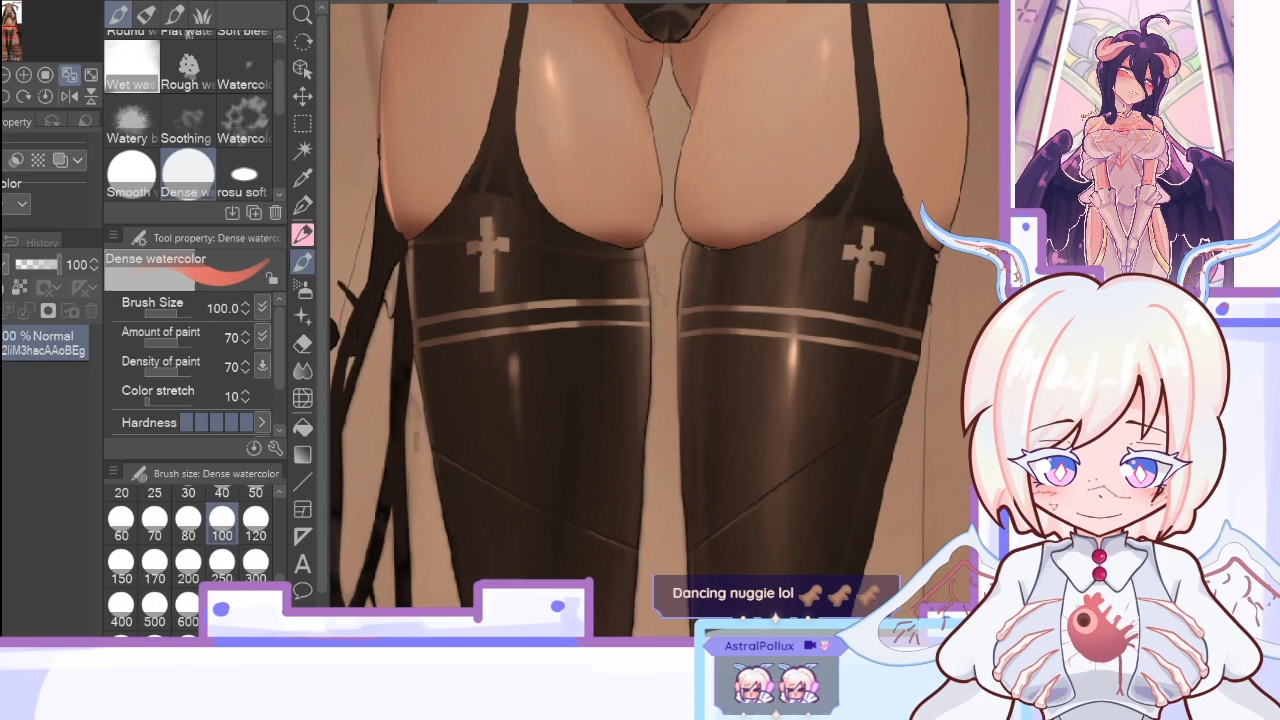 Round w Flat wate Soft blee
Wet was Rough w Watercol
Watery b Soothing Watercol
Smooth w Dense wa rosu soft
roperty
olor
History
100
00 % Normal
2liM3hacAAoBEg
Tool property: Dense waterco
Dense watercolor
Brush Size 100.0
Amount of paint 70
Density of paint 70
Color stretch 10
Hardness
Brush size: Dense watercolor
20 25 30 40 50
60 70 80 100 120
150 170 200 250 300
400 500 600
A
Dancing nuggie lol
AstralPollux